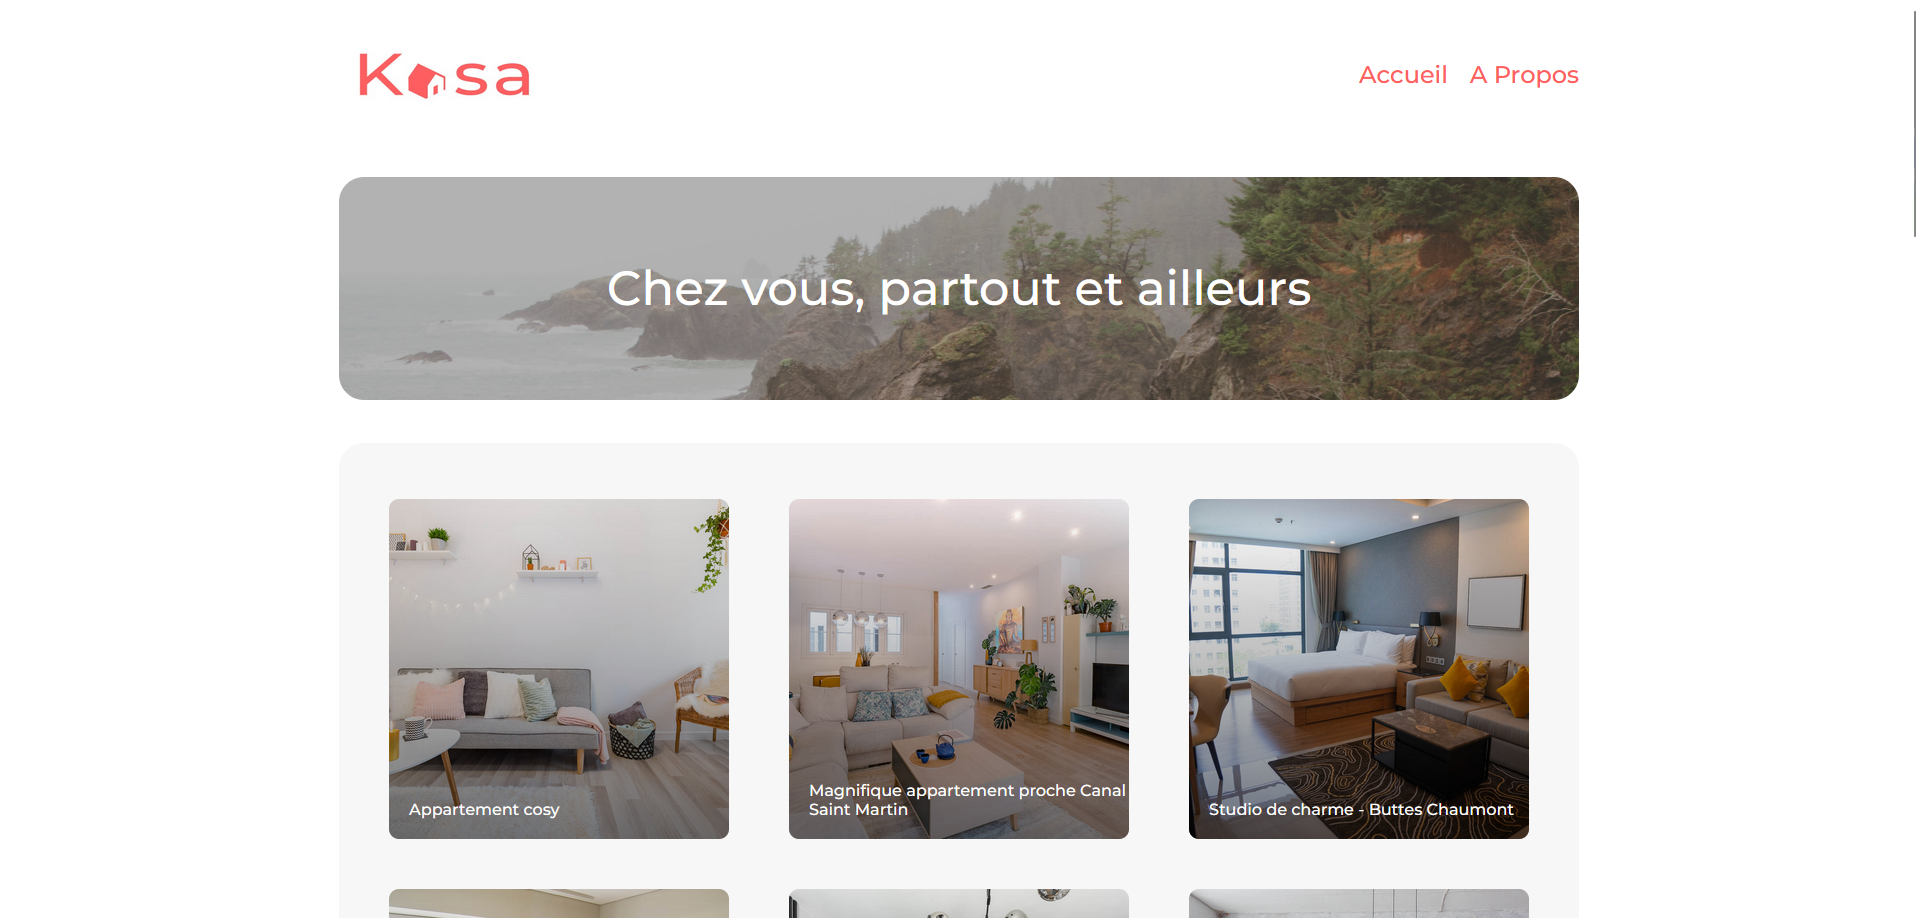 Kasa
Accueil
A Propos
Chez vous, partout et ailleurs
Appartement cosy
Magnifique appartement proche Canal
Saint Martin
Studio de charme - Buttes Chaumont